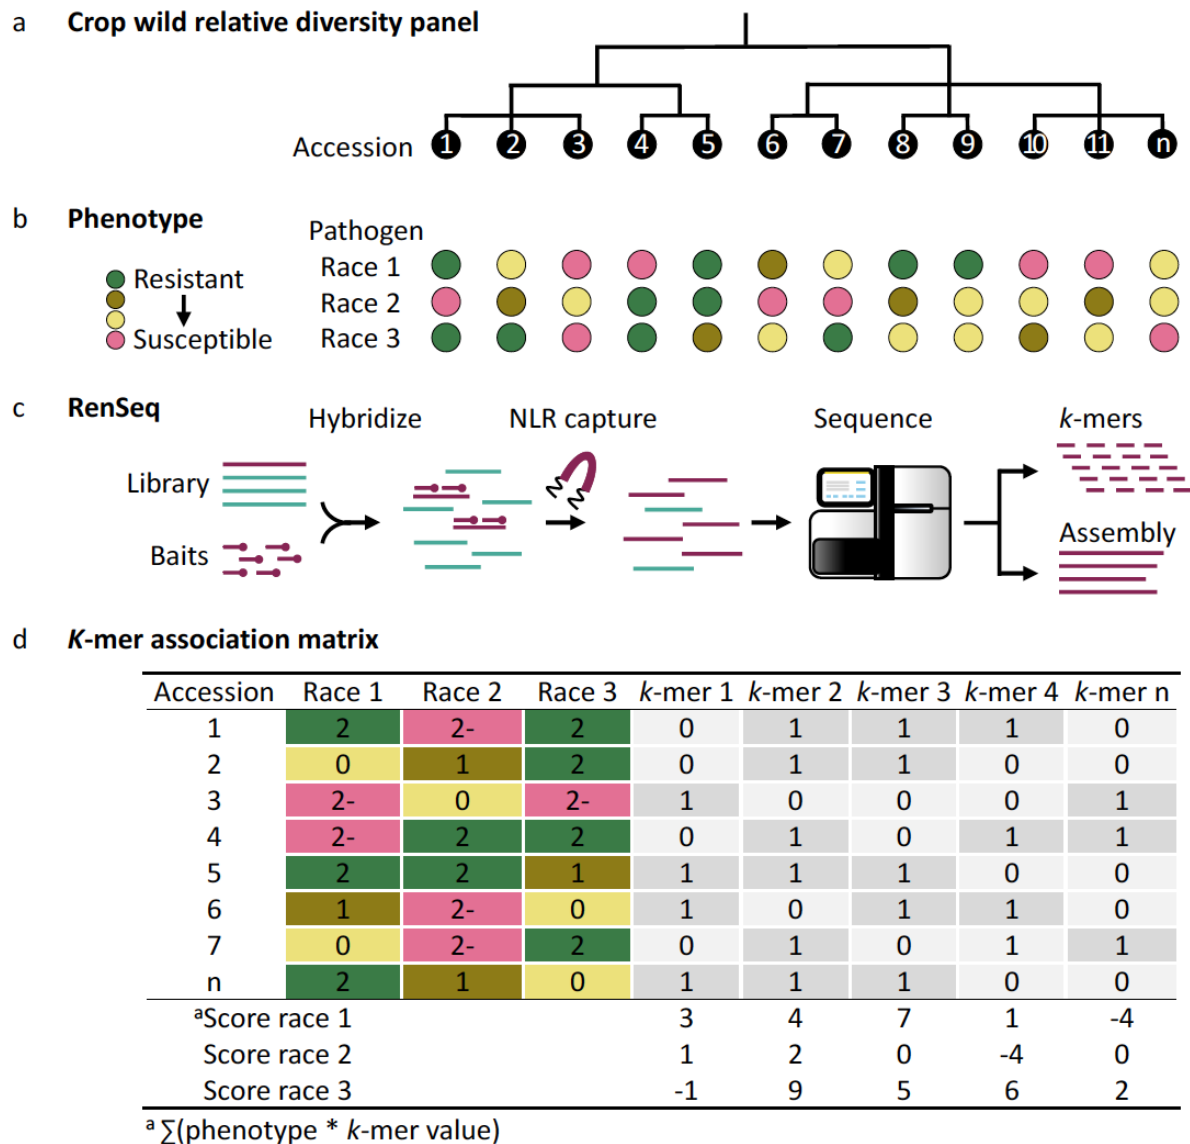 a Crop wild relative diversity panel
Accession 1 2 3 4 5 6 7 8 9 10 11 n
b Phenotype
Pathogen
Resistant
Susceptible
Race 1
Race 2
Race 3
c RenSeq
Hybridize NLR capture Sequence k-mers
Library
Baits
Assembly
d K-mer association matrix
Accession Race 1 Race 2 Race 3 k-mer 1 k-mer 2 k-mer 3 k-mer 4 k-mer n
1 2 2- 2 0 1 1 1 0
2 0 1 2 0 1 1 0 0
3 2- 0 2- 1 0 0 0 1
4 2- 2 2 0 1 0 1 1
5 2 2 1 1 1 1 0 0
6 1 2- 0 1 0 1 1 0
7 0 2- 2 0 1 0 1 1
n 2 1 0 1 1 1 0 0
ᵃScore race 1 3 4 7 1 -4
Score race 2 1 2 0 -4 0
Score race 3 -1 9 5 6 2
ᵃ ∑(phenotype * k-mer value)